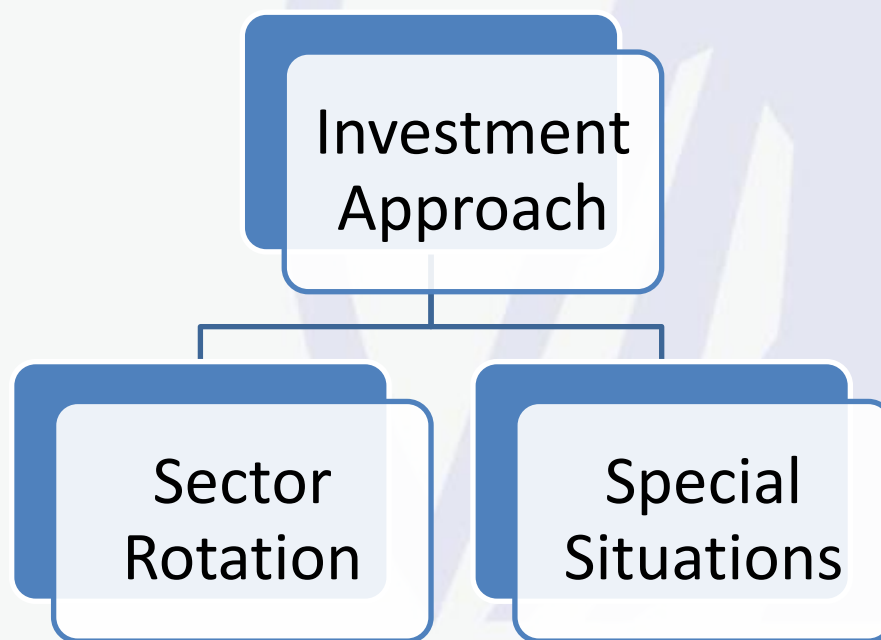 Investment
Approach
Sector
Rotation
Special
Situations